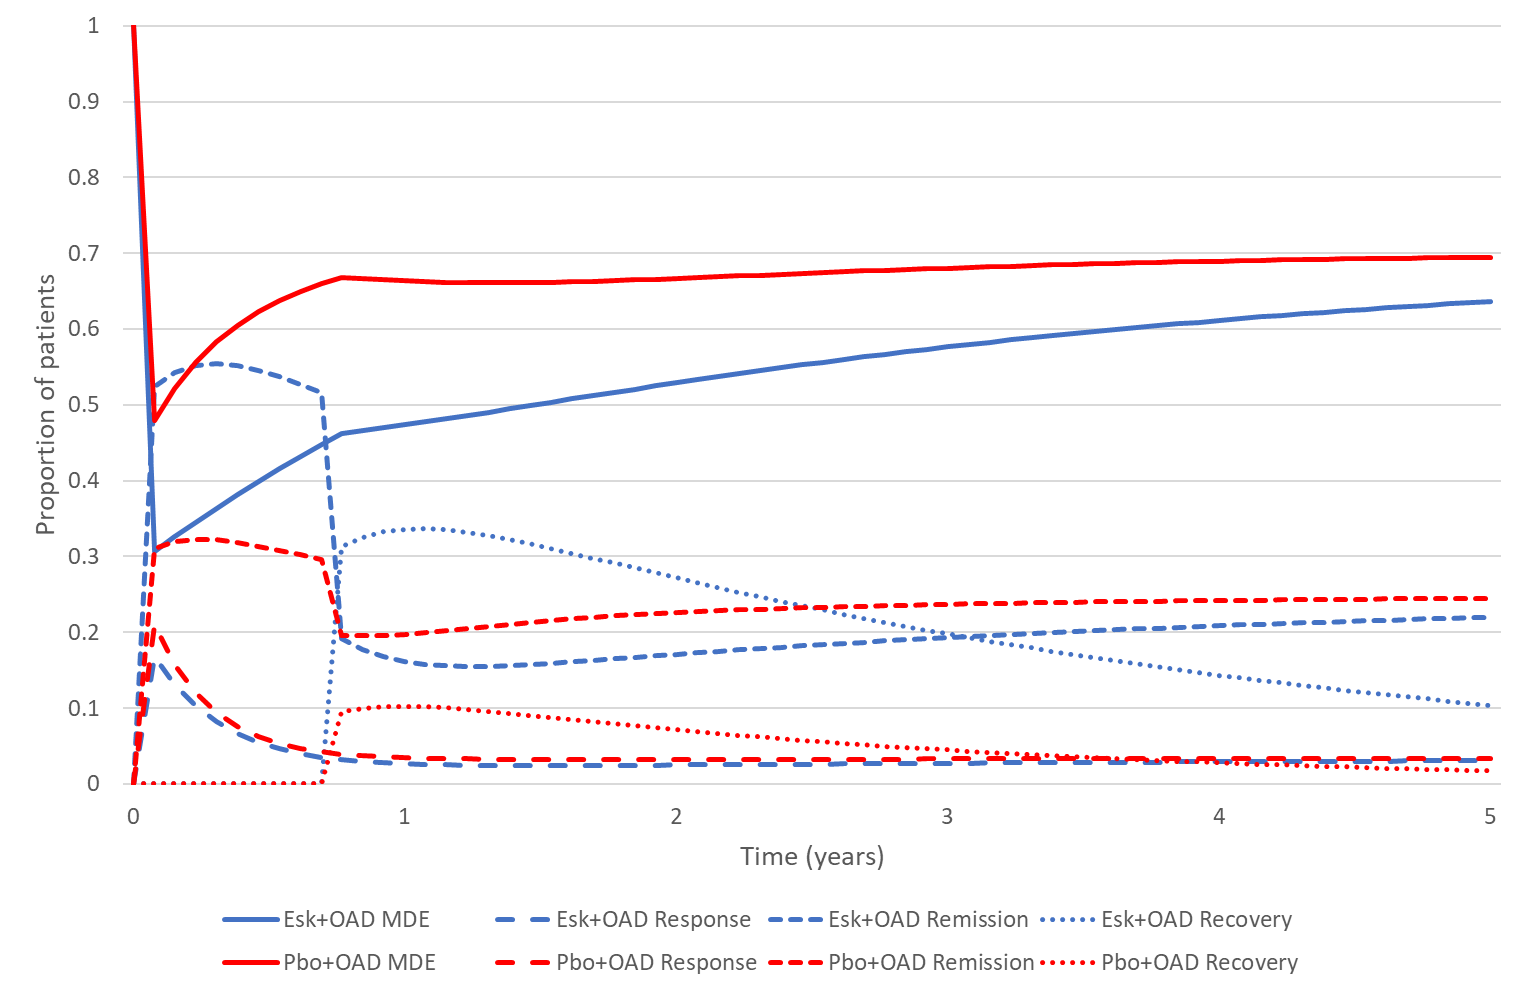 1
0.9
0.8
0.7
0.6
0.5
0.4
0.3
0.2
0.1
0
Proportion of patients
0 1 2 3 4 5
Time (years)
Esk+OAD MDE Esk+OAD Response Esk+OAD Remission Esk+OAD Recovery
Pbo+OAD MDE Pbo+OAD Response Pbo+OAD Remission Pbo+OAD Recovery